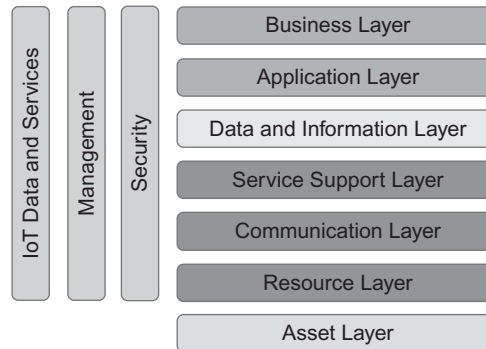 IoT Data and Services
Management
Security
Business Layer
Application Layer
Data and Information Layer
Service Support Layer
Communication Layer
Resource Layer
Asset Layer